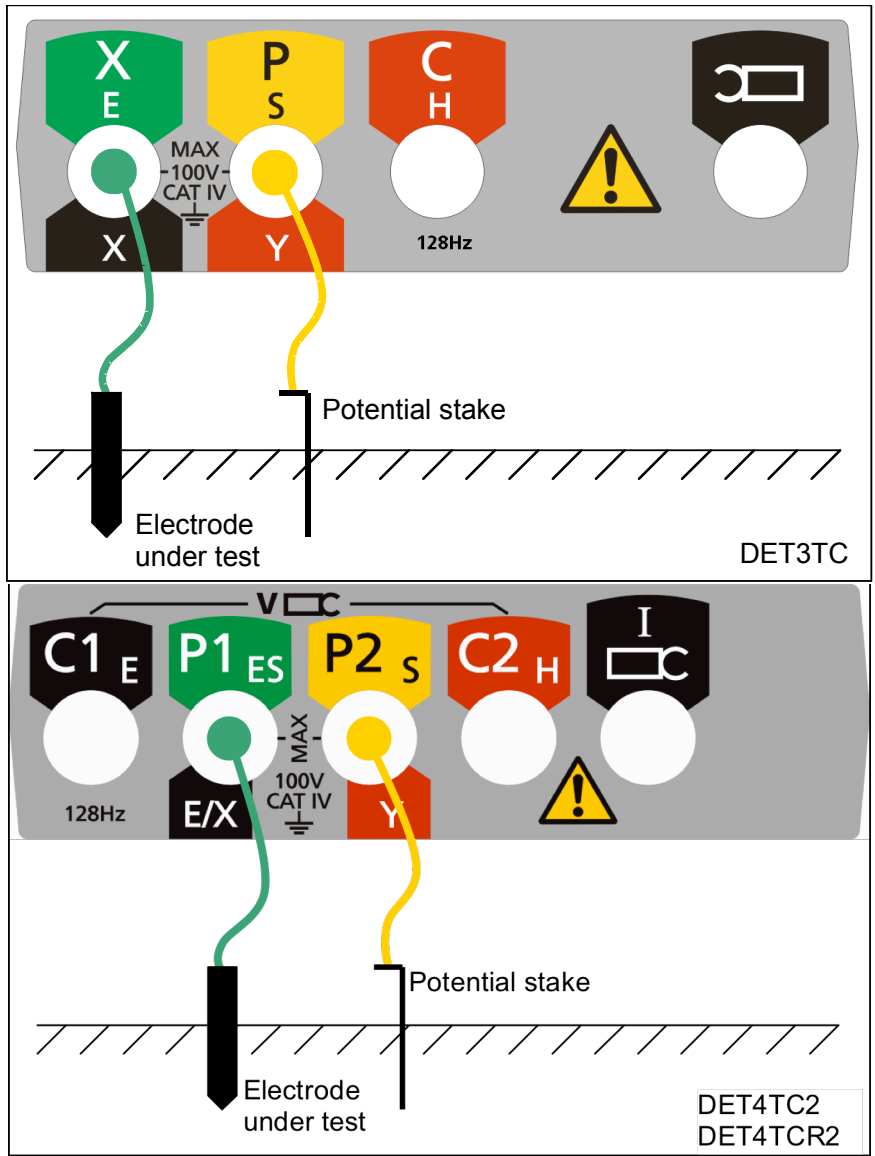 X P C
E S H
MAX
100V
CAT IV
X Y 128Hz
Potential stake
Electrode
under test
DET3TC
V
C1 E P1 ES P2 S C2 H I
MAX
100V
CAT IV
128Hz E/X Y
Potential stake
Electrode
under test
DET4TC2
DET4TCR2